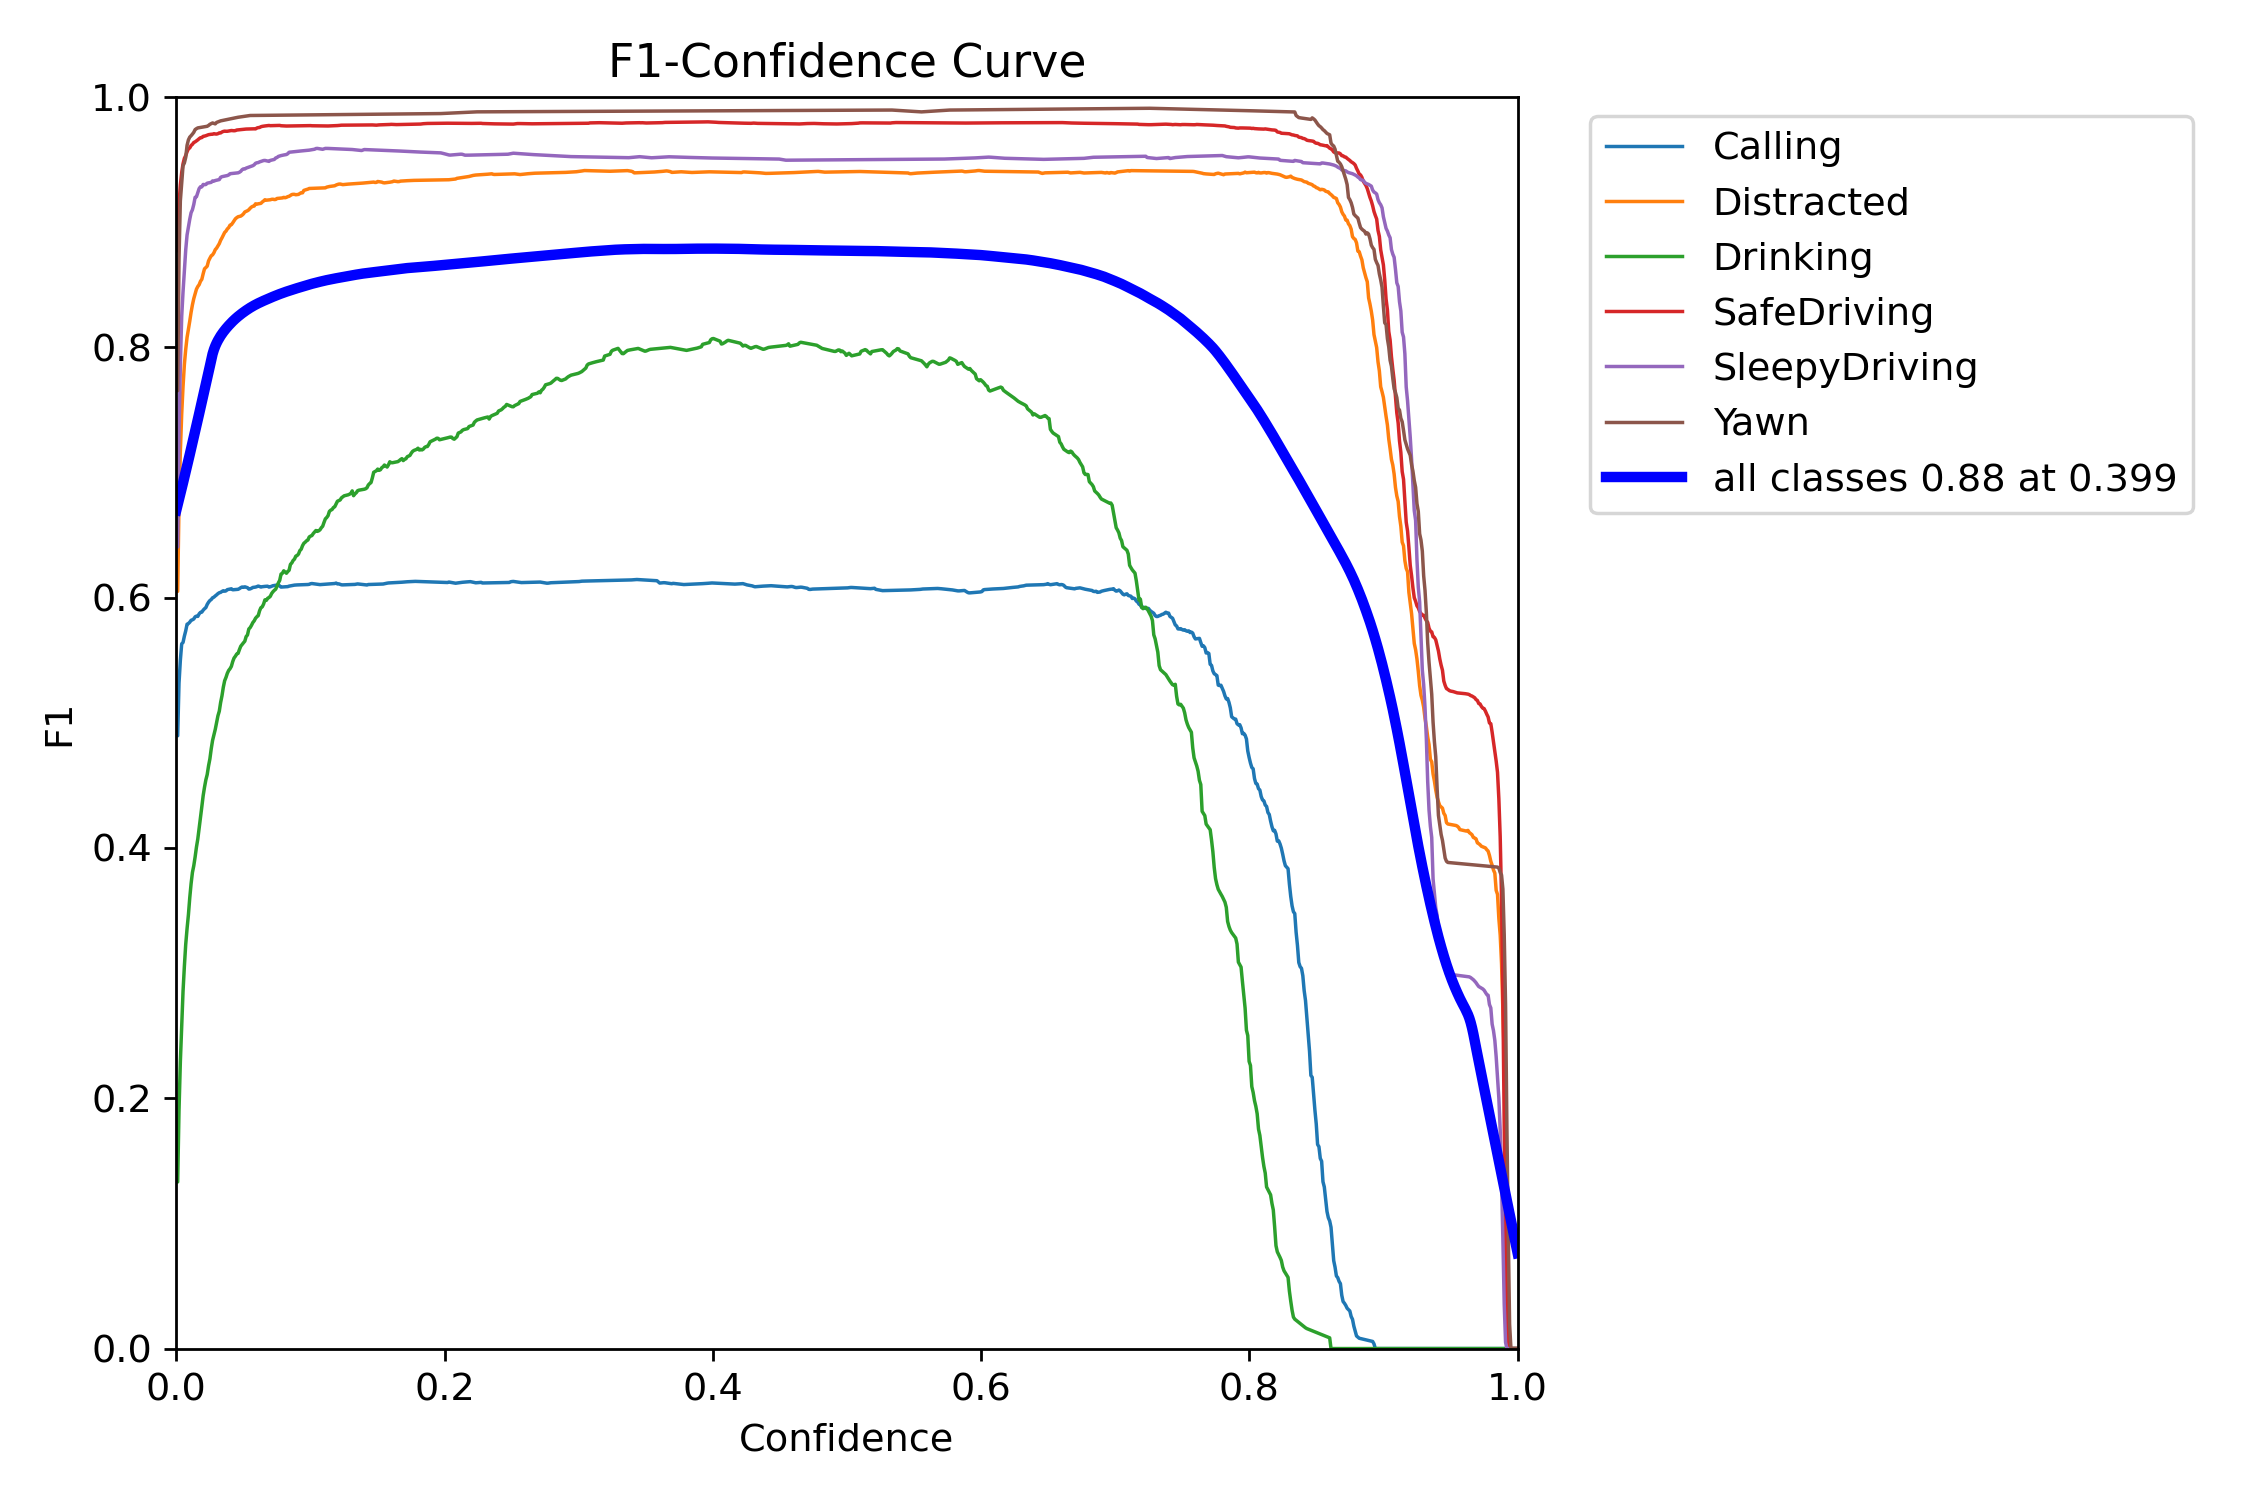 F1-Confidence Curve
1.0
0.8
0.6
0.4
0.2
0.0
F1
0.0 0.2 0.4 0.6 0.8 1.0
Confidence
Calling
Distracted
Drinking
SafeDriving
SleepyDriving
Yawn
all classes 0.88 at 0.399